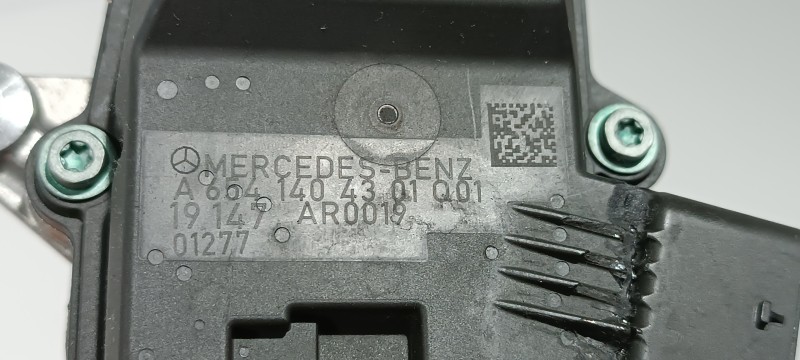 MERCEDES-BENZ
A 654 140 43 01 Q01
19 147 AR0019
01277